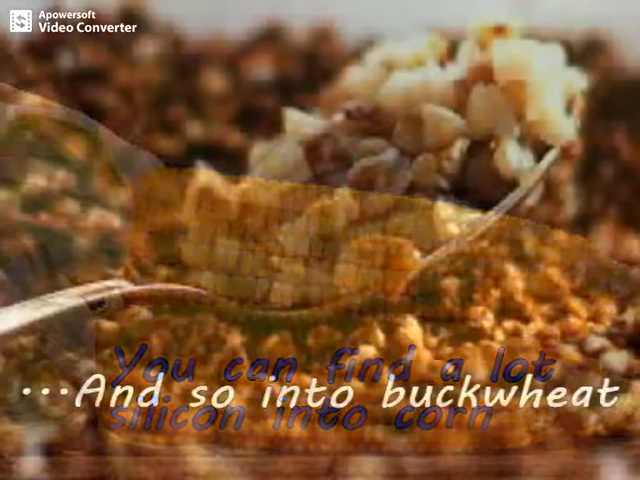 Apowersoft
Video Converter
You can find a lot
...And so into buckwheat
silicon into corn